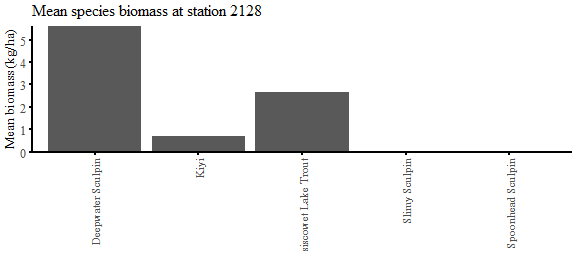 Mean species biomass at station 2128
Mean biomass (kg/ha)
5
4
3
2
1
0
Deepwater Sculpin
Kiyi
siscowet Lake Trout
Slimy Sculpin
Spoonhead Sculpin